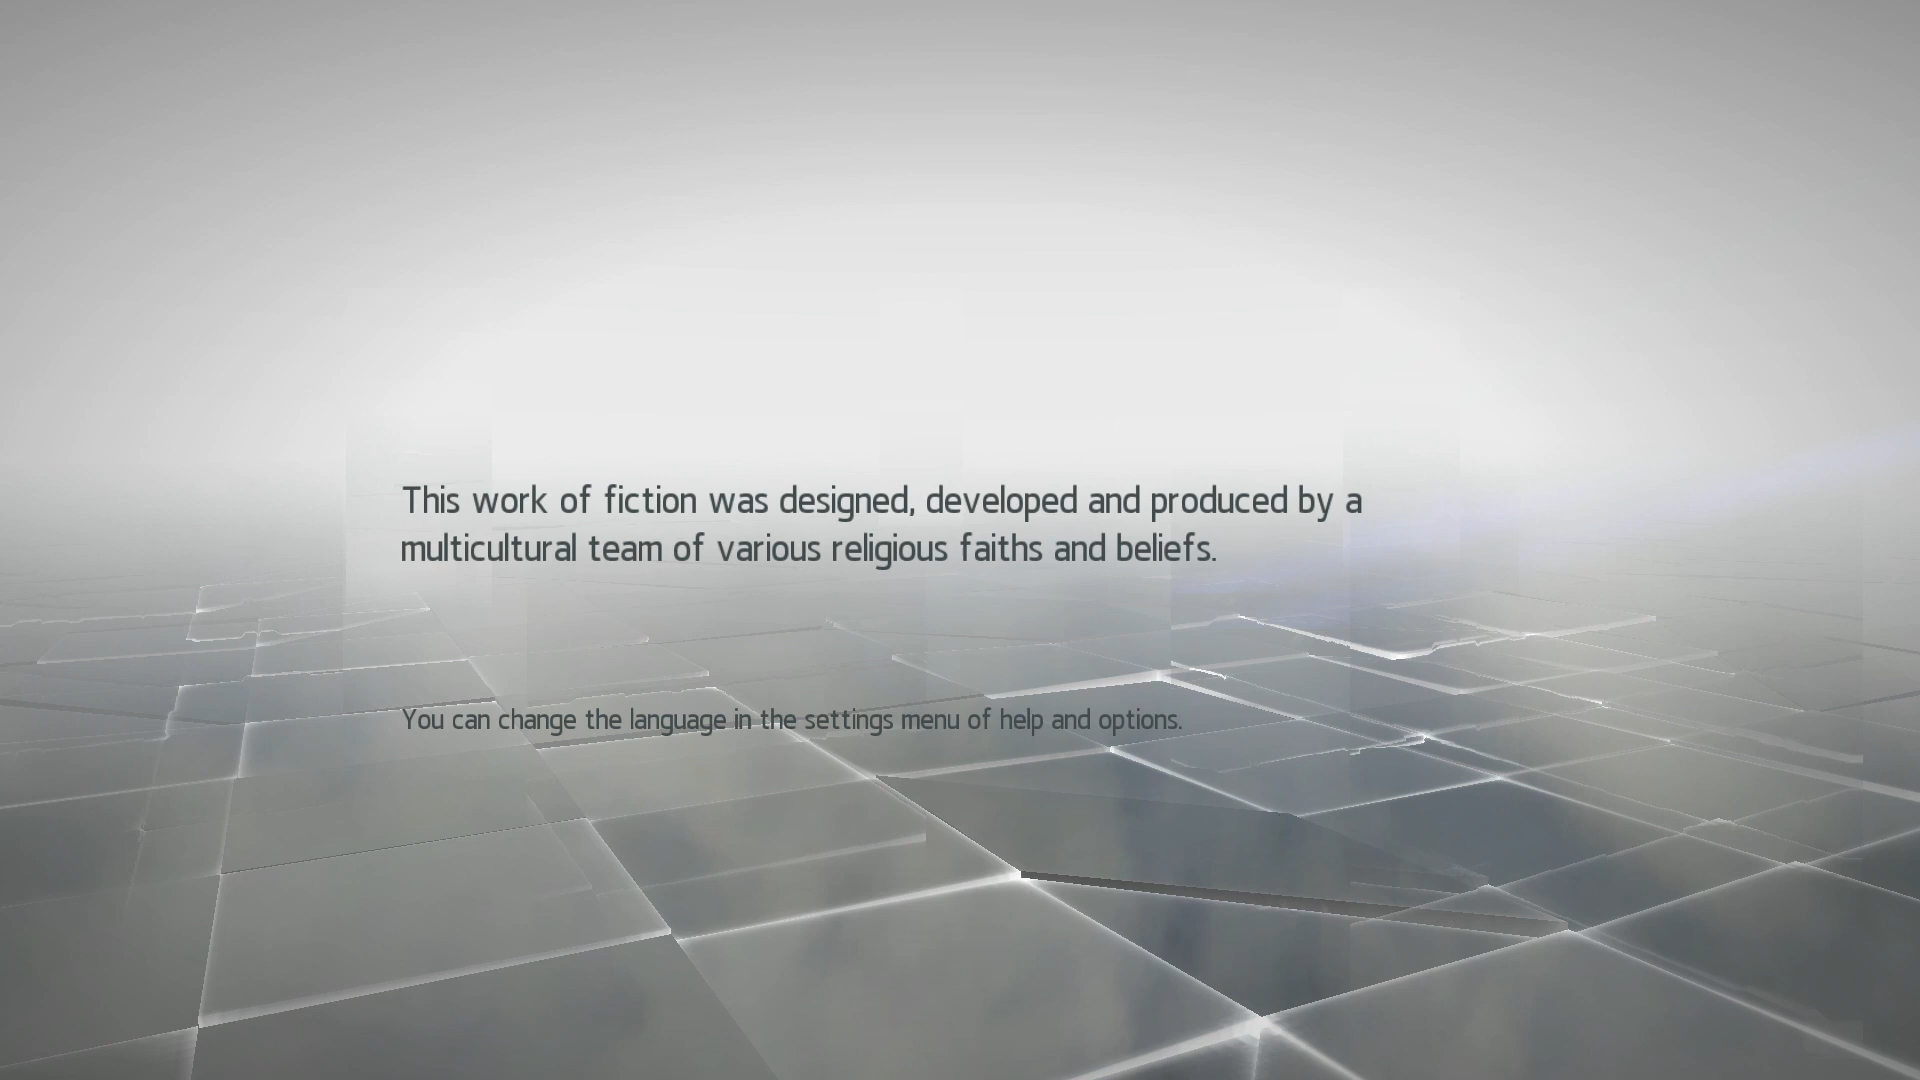 This work of fiction was designed, developed and produced by a
multicultural team of various religious faiths and beliefs.
You can change the language in the settings menu of help and options.